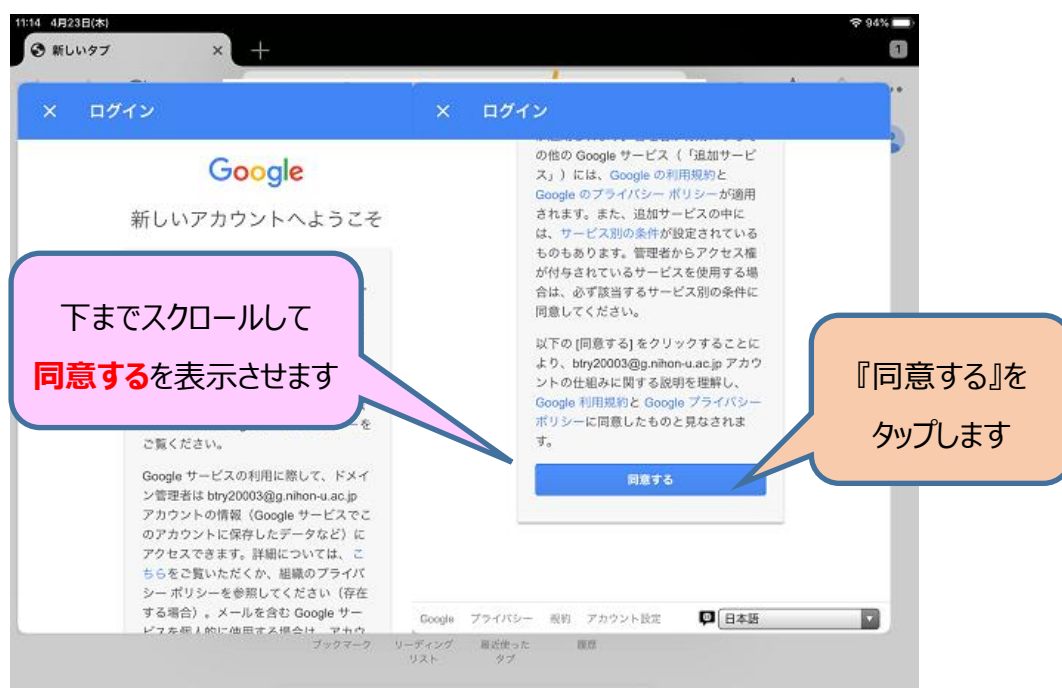 11:14 4月23日(木)
94%
新しいタブ
×
+
1
× ログイン
Google
新しいアカウントへようこそ
下までスクロールして
同意するを表示させます
ご覧ください。
Google サービスの利用に際して、ドメイ
ン管理者は btry20003@g.nihon-u.ac.jp
アカウントの情報（Google サービスでこ
のアカウントに保存したデータなど）に
アクセスできます。詳細については、こ
ちらをご覧いただくか、組織のプライバ
シー ポリシーを参照してください（存在
する場合）。メールを含む Google サー
ビスを個人的に使用する場合は、アカウ
× ログイン
の他の Google サービス（「追加サービ
ス」）には、Google の利用規約と
Google のプライバシー ポリシーが適用
されます。また、追加サービスの中に
は、サービス別の条件が設定されている
ものもあります。管理者からアクセス権
が付与されているサービスを使用する場
合は、必ず該当するサービス別の条件に
同意してください。
以下の [同意する] をクリックすることに
より、btry20003@g.nihon-u.ac.jp アカウ
ントの仕組みに関する説明を理解し、
Google 利用規約と Google プライバシー
ポリシーに同意したものと見なされま
す。
同意する
『同意する』を
タップします
Google プライバシー 規約 アカウント設定 日本語
ブックマーク
リーディング
リスト
最近使った
タブ
履歴